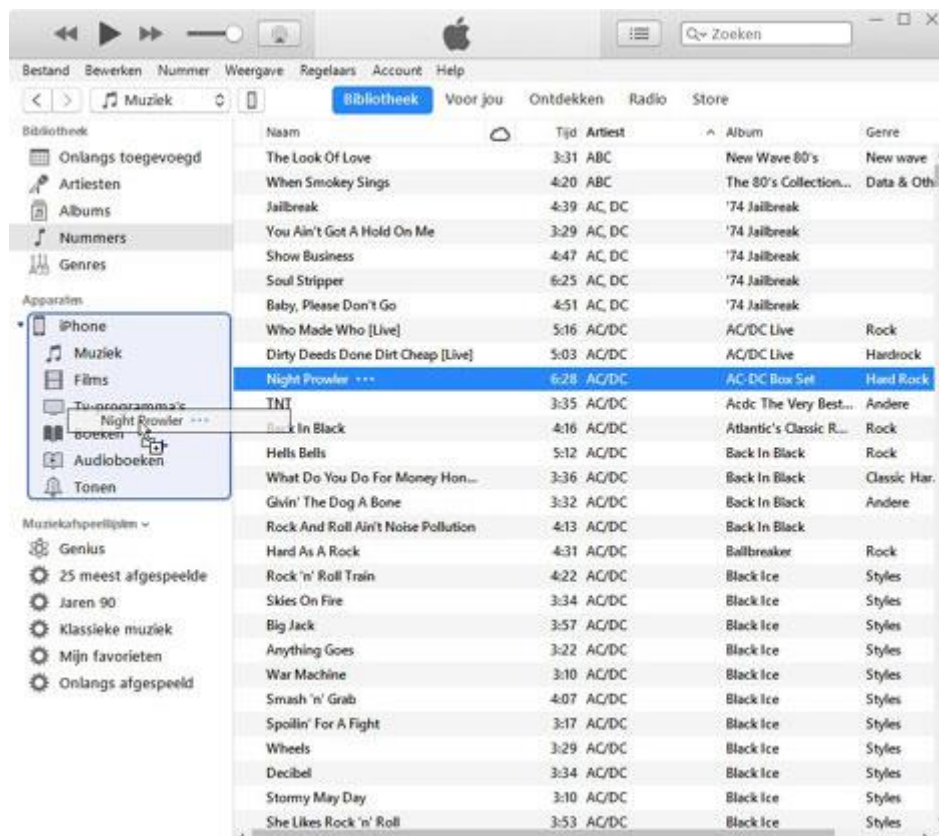 Zoeken
Bestand Bewerken Nummer Weergave Regelaars Account Help
Muziek Bibliotheek Voor jou Ontdekken Radio Store
Bibliotheek
Onlangs toegevoegd
Artiesten
Albums
Nummers
Genres
Apparaten
iPhone
Muziek
Films
Tv-programma's
Night Prowler ···
Boeken
Audioboeken
Tonen
Muziekafspeellijsten
Genius
25 meest afgespeelde
Jaren 90
Klassieke muziek
Mijn favorieten
Onlangs afgespeeld
Naam Tijd Artiest Album Genre
The Look Of Love 3:31 ABC New Wave 80's New wave
When Smokey Sings 4:20 ABC The 80's Collection... Data & Oth
Jailbreak 4:39 AC, DC '74 Jailbreak
You Ain't Got A Hold On Me 3:29 AC, DC '74 Jailbreak
Show Business 4:47 AC, DC '74 Jailbreak
Soul Stripper 6:25 AC, DC '74 Jailbreak
Baby, Please Don't Go 4:51 AC, DC '74 Jailbreak
Who Made Who [Live] 5:16 AC/DC AC/DC Live Rock
Dirty Deeds Done Dirt Cheap [Live] 5:03 AC/DC AC/DC Live Hardrock
Night Prowler ··· 6:28 AC/DC AC-DC Box Set Hard Rock
TNT 3:35 AC/DC Acdc The Very Best... Andere
Back In Black 4:16 AC/DC Atlantic's Classic R... Rock
Hells Bells 5:12 AC/DC Back In Black Rock
What Do You Do For Money Hon... 3:36 AC/DC Back In Black Classic Har.
Givin' The Dog A Bone 3:32 AC/DC Back In Black Andere
Rock And Roll Ain't Noise Pollution 4:13 AC/DC Back In Black
Hard As A Rock 4:31 AC/DC Ballbreaker Rock
Rock 'n' Roll Train 4:22 AC/DC Black Ice Styles
Skies On Fire 3:34 AC/DC Black Ice Styles
Big Jack 3:57 AC/DC Black Ice Styles
Anything Goes 3:22 AC/DC Black Ice Styles
War Machine 3:10 AC/DC Black Ice Styles
Smash 'n' Grab 4:07 AC/DC Black Ice Styles
Spoilin' For A Fight 3:17 AC/DC Black Ice Styles
Wheels 3:29 AC/DC Black Ice Styles
Decibel 3:34 AC/DC Black Ice Styles
Stormy May Day 3:10 AC/DC Black Ice Styles
She Likes Rock 'n' Roll 3:53 AC/DC Black Ice Styles